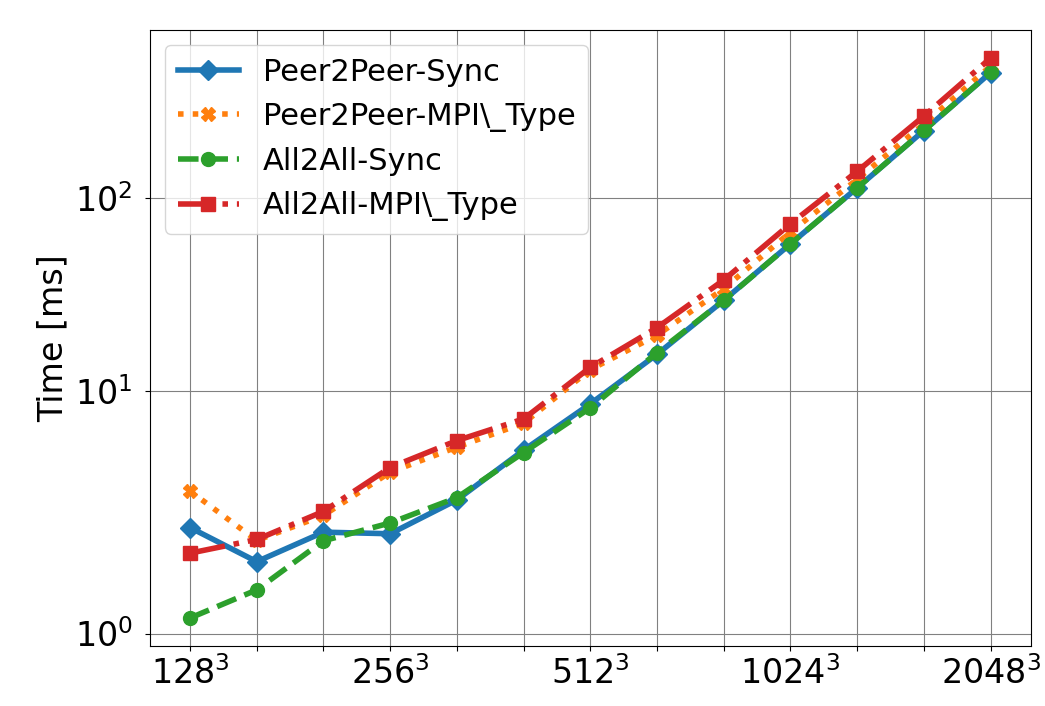 Peer2Peer-Sync
Peer2Peer-MPI\_Type
All2All-Sync
All2All-MPI\_Type
Time [ms]
10²
10¹
10⁰
128³ 256³ 512³ 1024³ 2048³